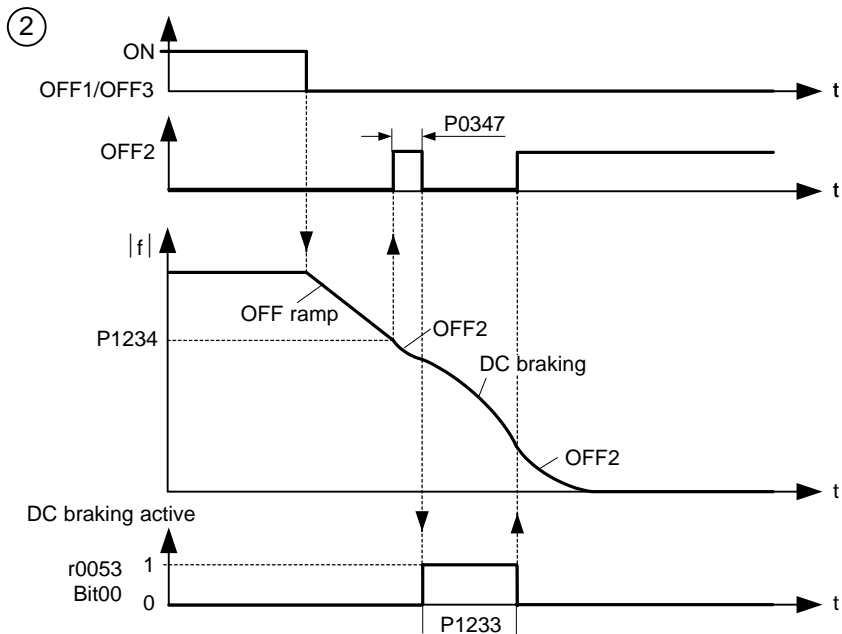 2
ON
OFF1/OFF3
t
P0347
OFF2
t
|f|
OFF ramp
P1234
OFF2
DC braking
OFF2
t
DC braking active
r0053 1
Bit00 0
t
P1233